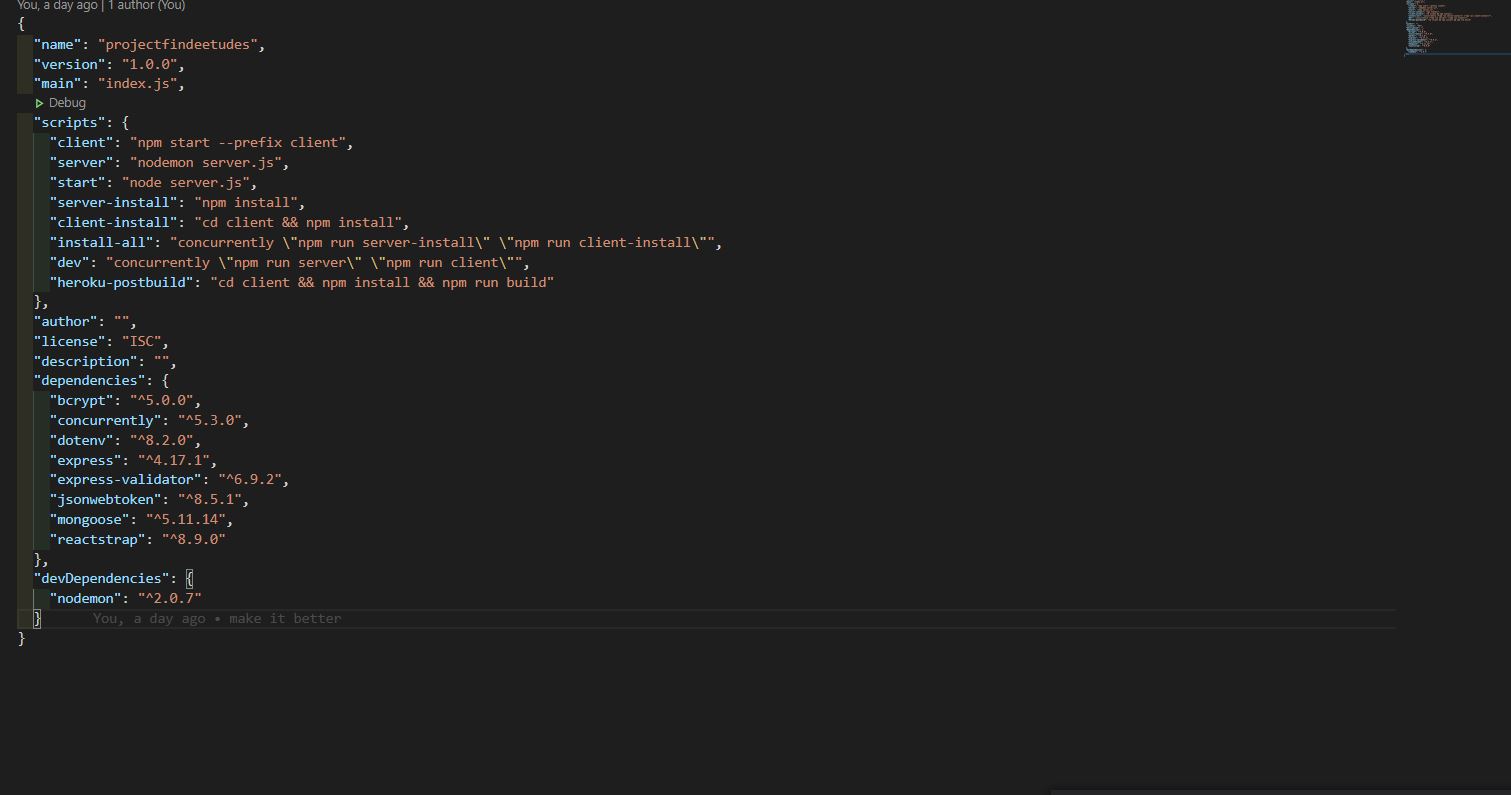 You, a day ago | 1 author (You)
{
  "name": "projectfindeetudes",
  "version": "1.0.0",
  "main": "index.js",
  Debug
  "scripts": {
    "client": "npm start --prefix client",
    "server": "nodemon server.js",
    "start": "node server.js",
    "server-install": "npm install",
    "client-install": "cd client && npm install",
    "install-all": "concurrently \"npm run server-install\" \"npm run client-install\"",
    "dev": "concurrently \"npm run server\" \"npm run client\"",
    "heroku-postbuild": "cd client && npm install && npm run build"
  },
  "author": "",
  "license": "ISC",
  "description": "",
  "dependencies": {
    "bcrypt": "^5.0.0",
    "concurrently": "^5.3.0",
    "dotenv": "^8.2.0",
    "express": "^4.17.1",
    "express-validator": "^6.9.2",
    "jsonwebtoken": "^8.5.1",
    "mongoose": "^5.11.14",
    "reactstrap": "^8.9.0"
  },
  "devDependencies": {
    "nodemon": "^2.0.7"
  } You, a day ago • make it better
}